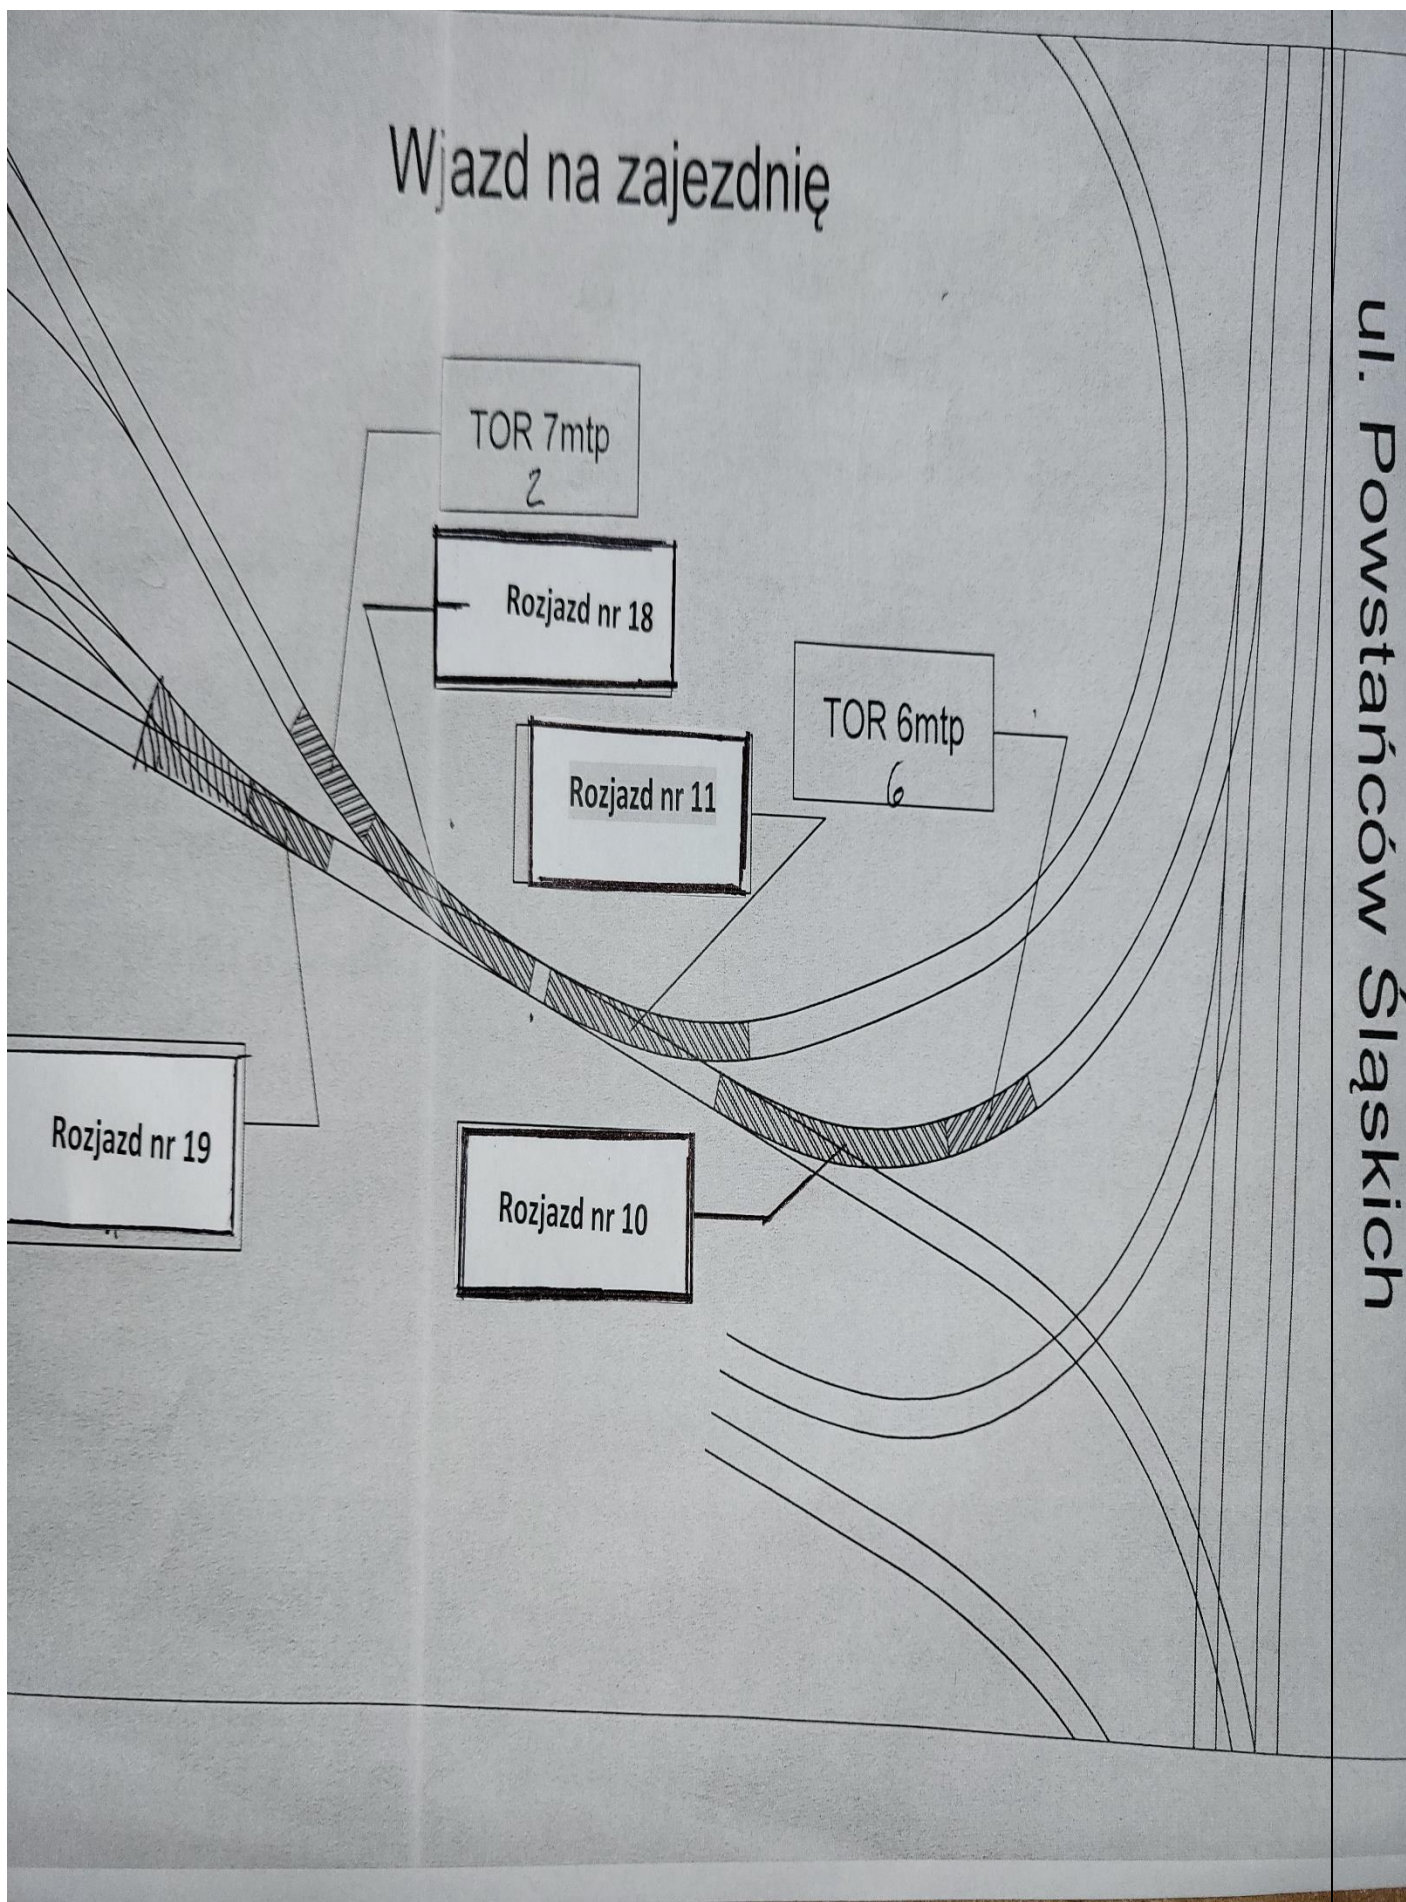 Wjazd na zajezdnię
ul. Powstańców Śląskich
TOR 7mtp
2
Rozjazd nr 18
TOR 6mtp
6
Rozjazd nr 11
Rozjazd nr 19
Rozjazd nr 10